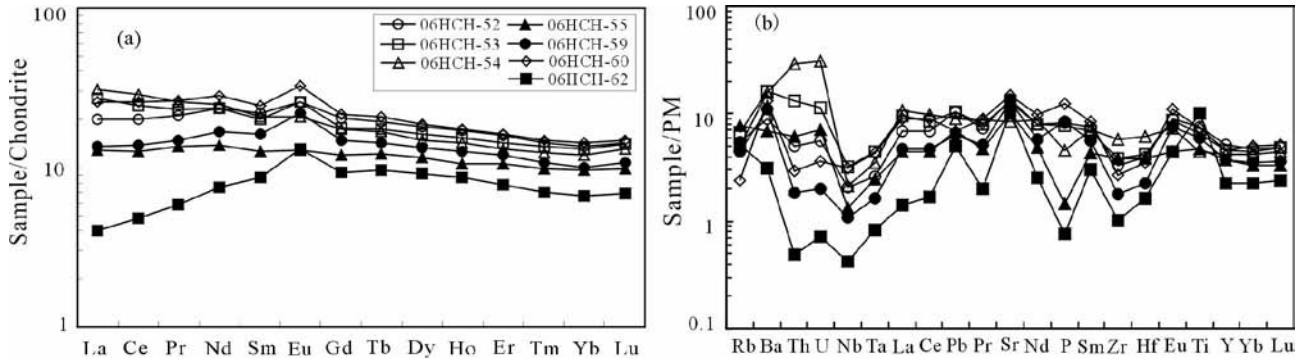 100
(a)
06HCH-52
06HCH-55
06HCH-53
06HCH-59
06HCH-54
06HCH-60
06HCH-62
10
1
Sample/Chondrite
La Ce Pr Nd Sm Eu Gd Tb Dy Ho Er Tm Yb Lu
100
(b)
10
1
0.1
Sample/PM
Rb Ba Th U Nb Ta La Ce Pb Pr Sr Nd P Sm Zr Hf Eu Ti Y Yb Lu